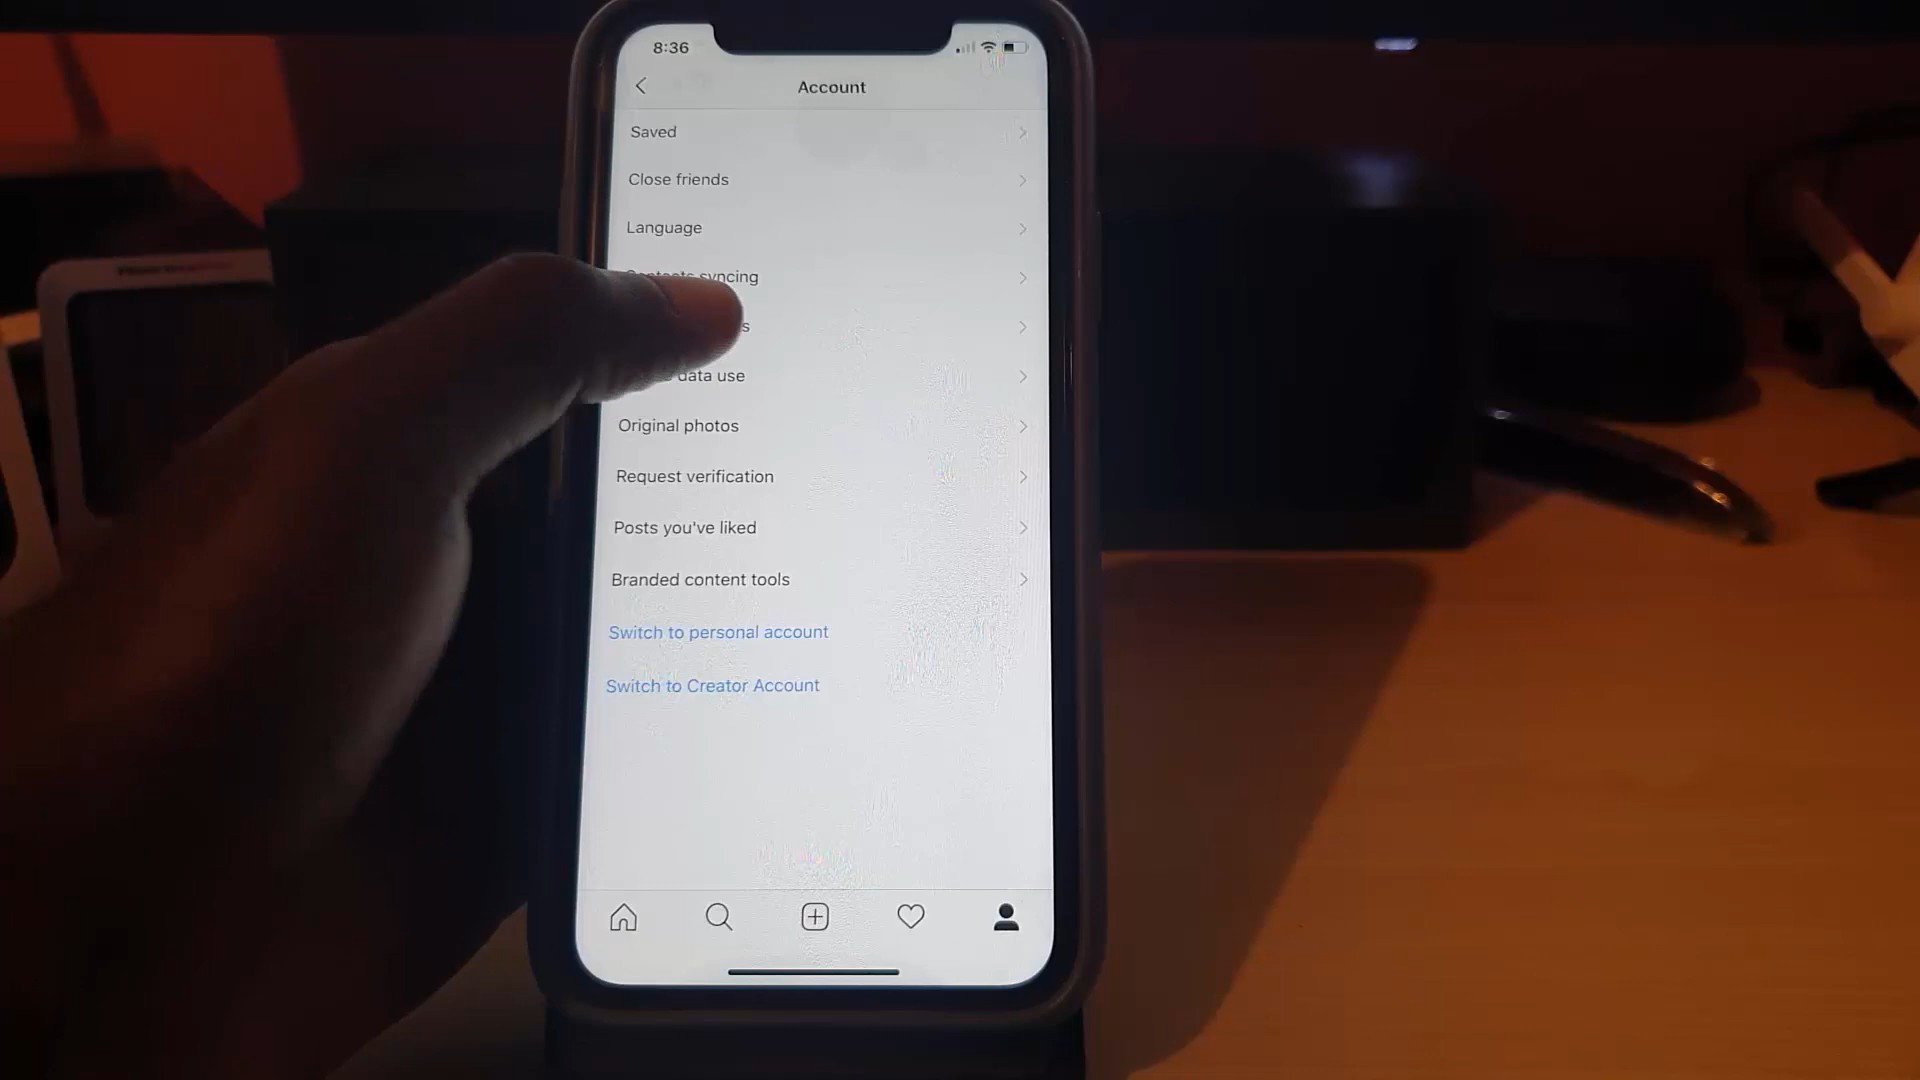 8:36
Account
Saved
Close friends
Language
Contacts syncing
data use
Original photos
Request verification
Posts you've liked
Branded content tools
Switch to personal account
Switch to Creator Account